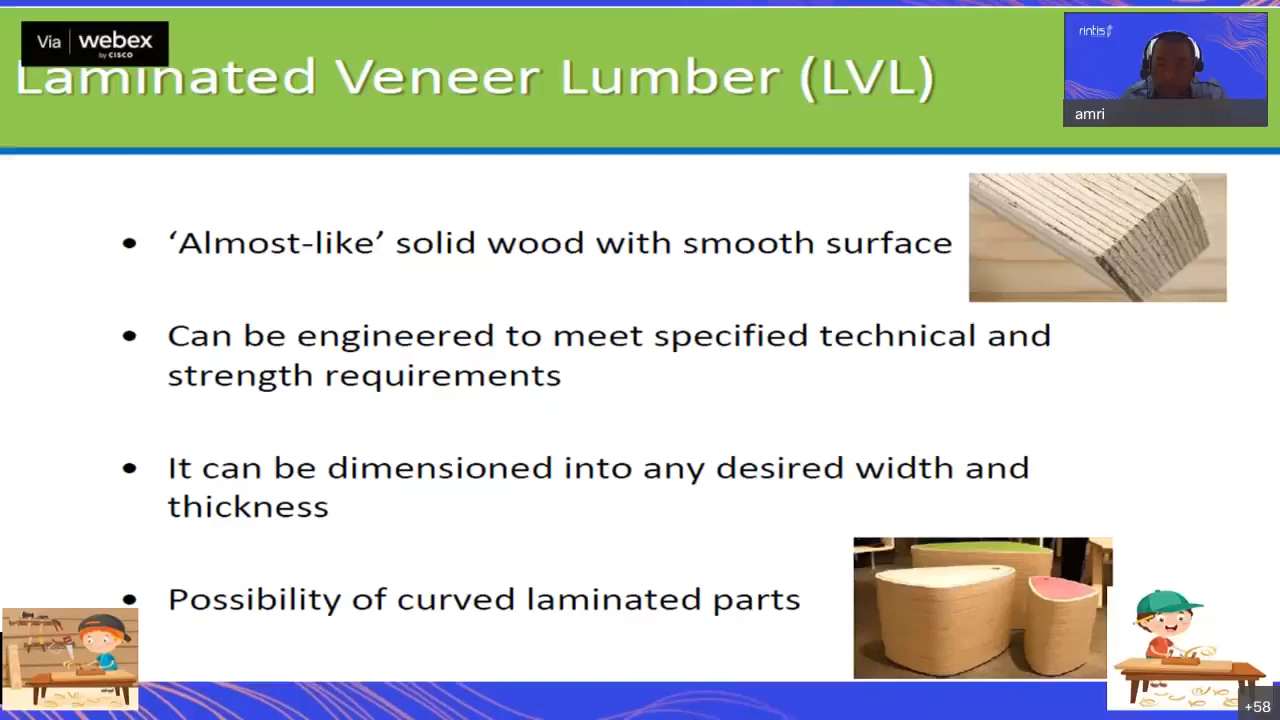 Via webex
by CISCO
Laminated Veneer Lumber (LVL)
rintis
amri
• ‘Almost-like’ solid wood with smooth surface
• Can be engineered to meet specified technical and
strength requirements
• It can be dimensioned into any desired width and
thickness
• Possibility of curved laminated parts
+58